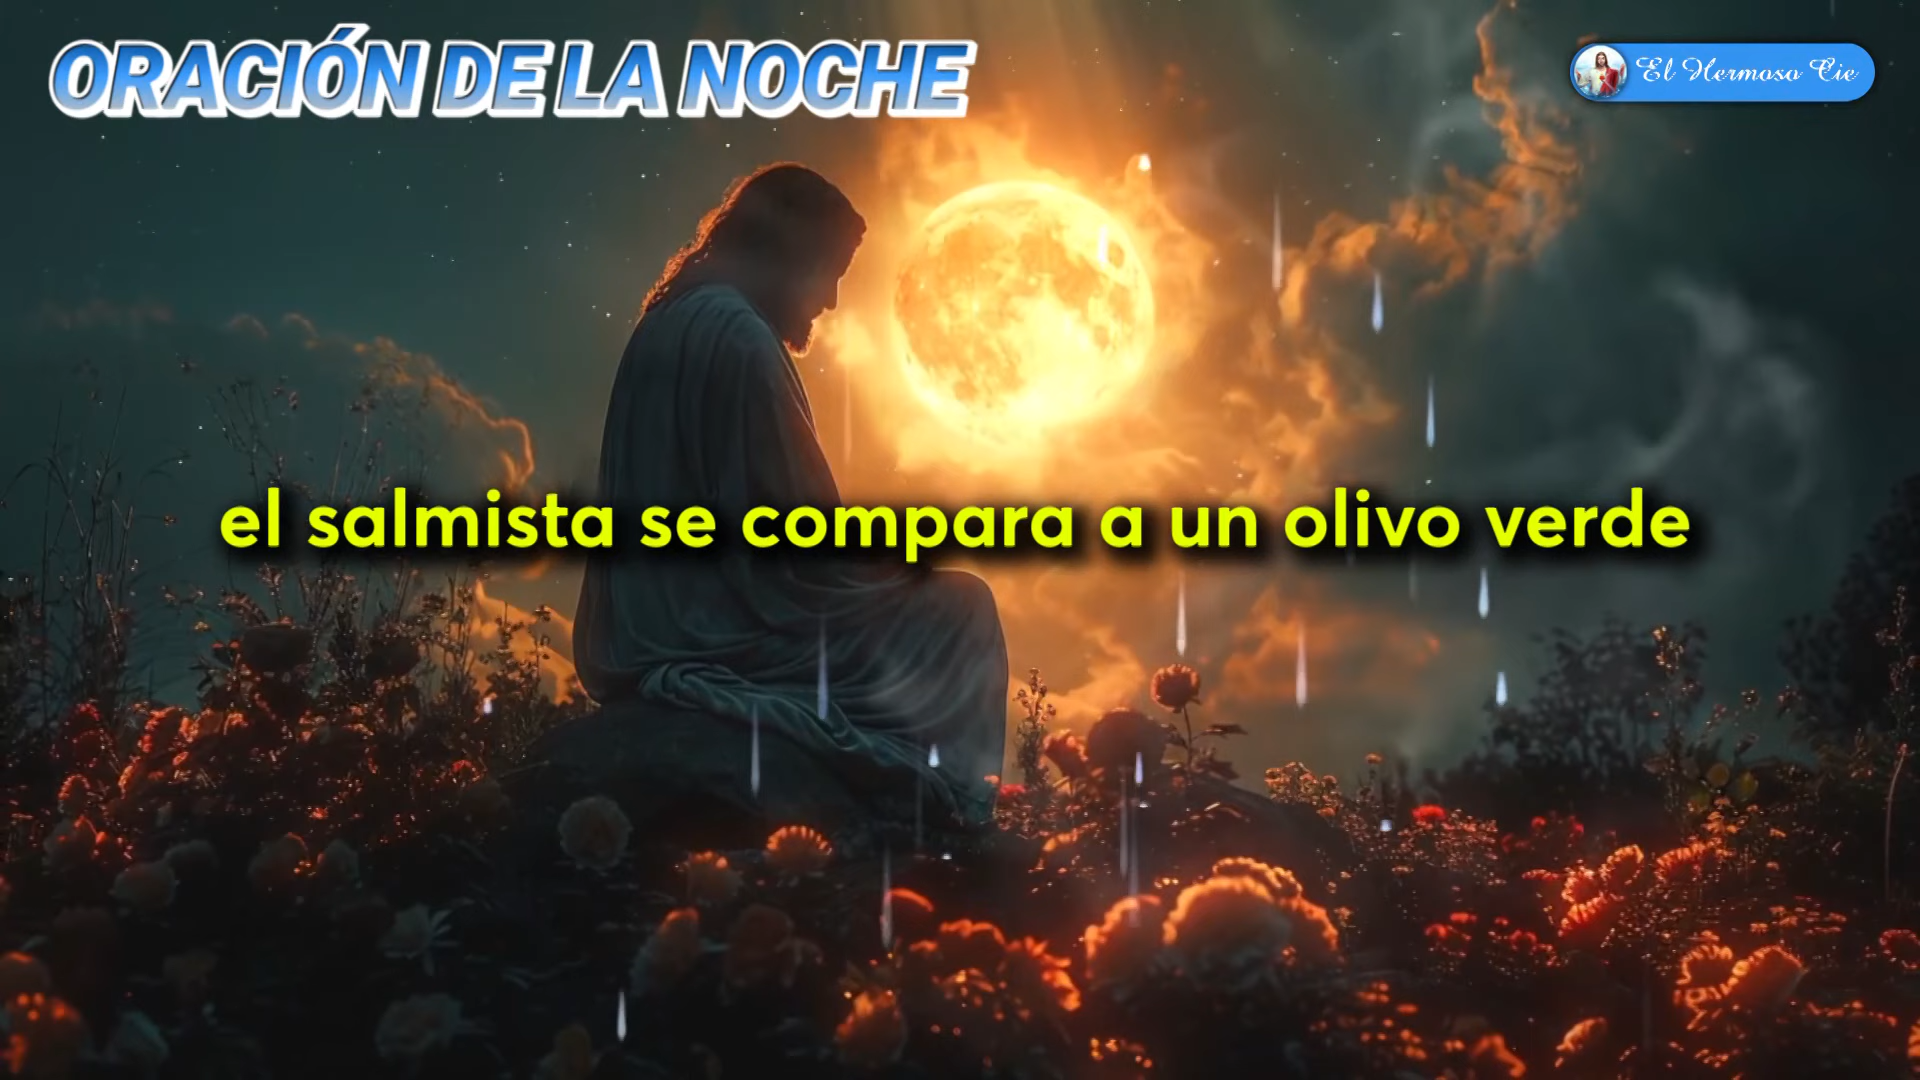 ORACIÓN DE LA NOCHE
El Hermoso Cie
el salmista se compara a un olivo verde